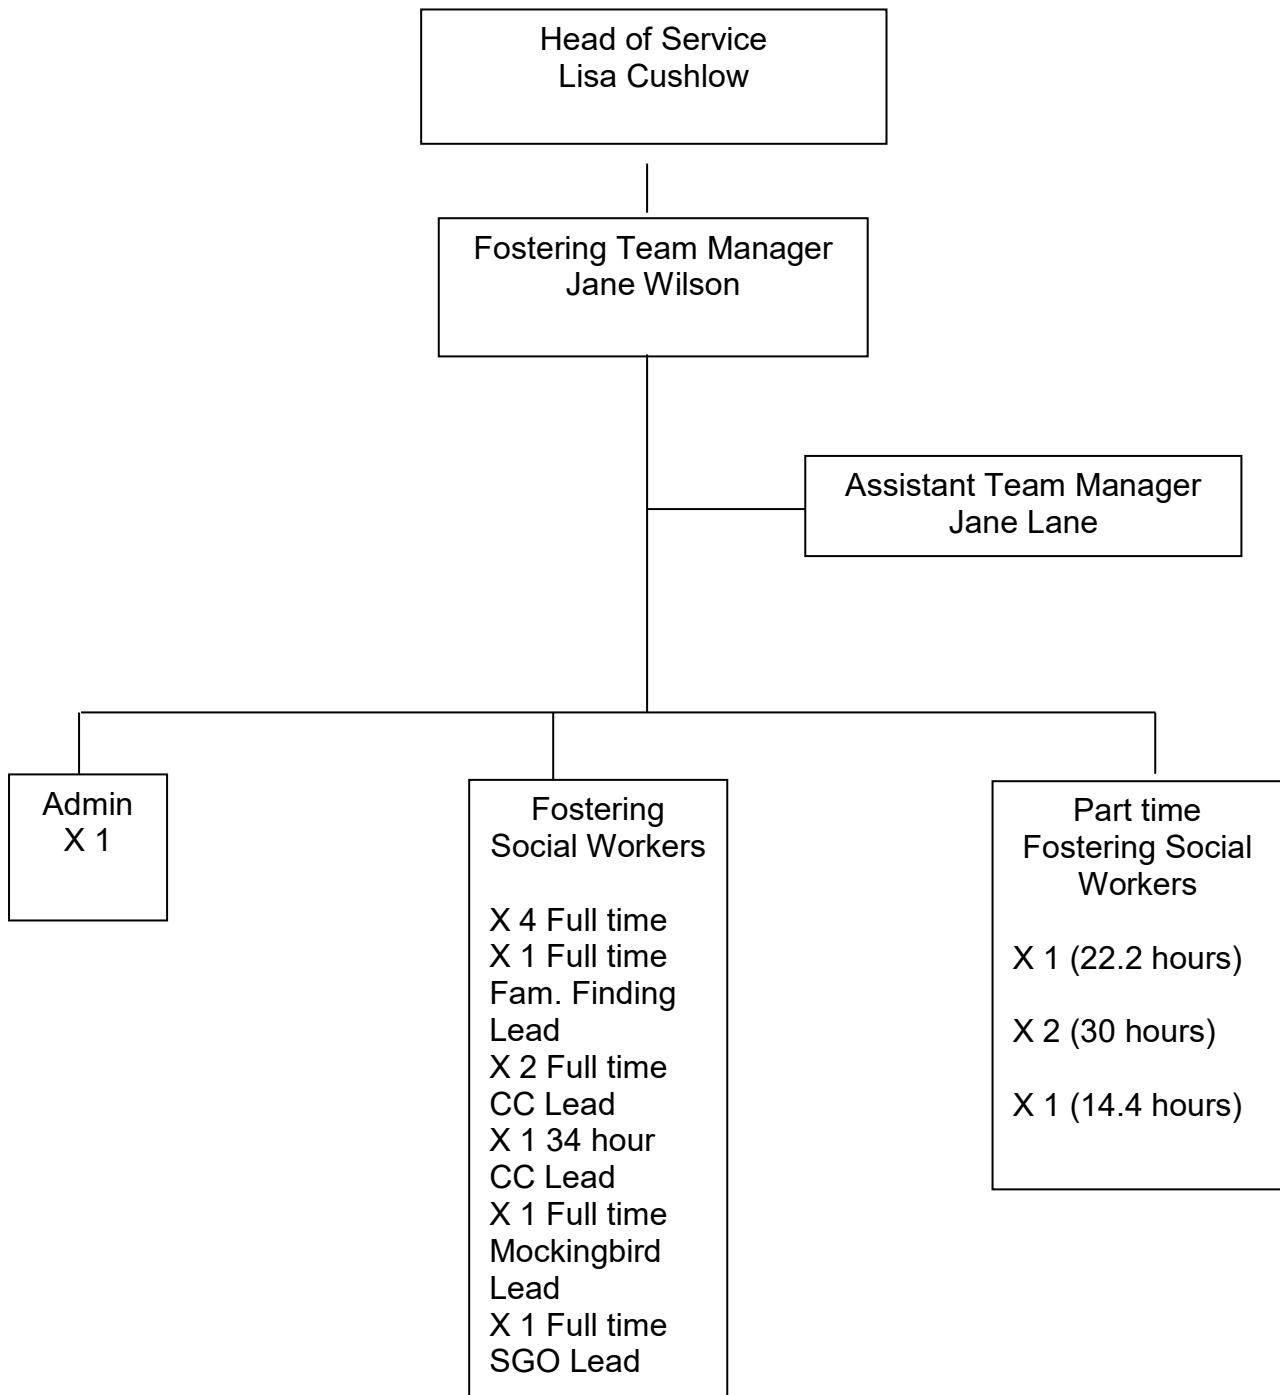 Head of Service
Lisa Cushlow
Fostering Team Manager
Jane Wilson
Assistant Team Manager
Jane Lane
Admin
X 1
Fostering
Social Workers
X 4 Full time
X 1 Full time
Fam. Finding
Lead
X 2 Full time
CC Lead
X 1 34 hour
CC Lead
X 1 Full time
Mockingbird
Lead
X 1 Full time
SGO Lead
Part time
Fostering Social
Workers
X 1 (22.2 hours)
X 2 (30 hours)
X 1 (14.4 hours)